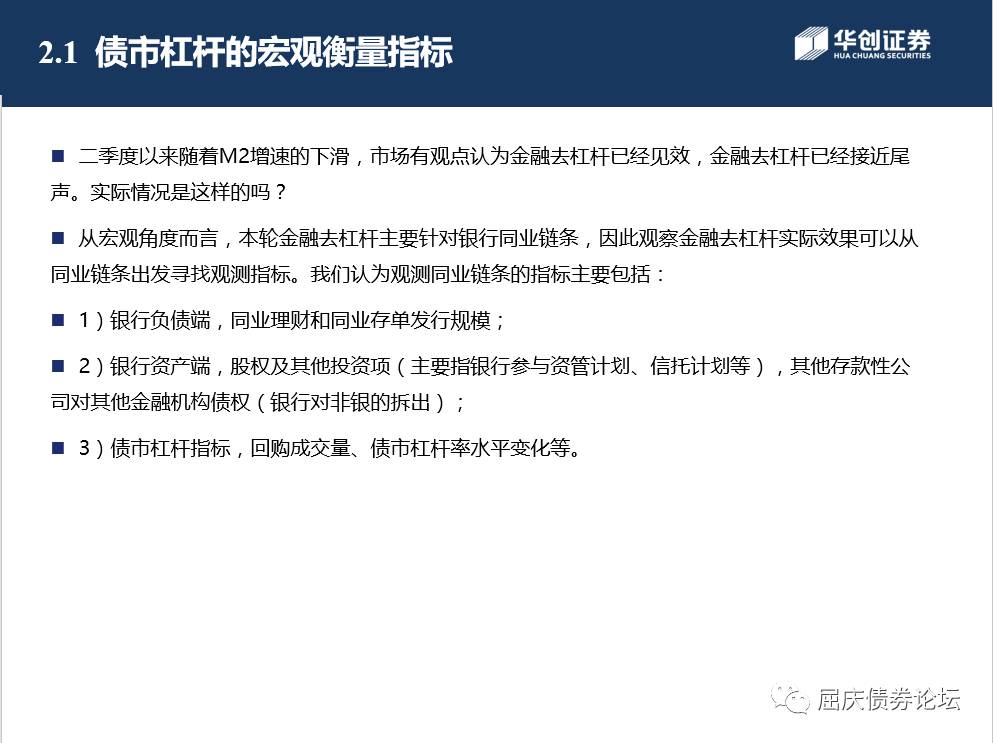 2.1 债市杠杆的宏观衡量指标
华创证券
HUA CHUANG SECURITIES
■ 二季度以来随着M2增速的下滑，市场有观点认为金融去杠杆已经见效，金融去杠杆已经接近尾
声。实际情况是这样的吗？
■ 从宏观角度而言，本轮金融去杠杆主要针对银行同业链条，因此观察金融去杠杆实际效果可以从
同业链条出发寻找观测指标。我们认为观测同业链条的指标主要包括：
■ 1）银行负债端，同业理财和同业存单发行规模；
■ 2）银行资产端，股权及其他投资项（主要指银行参与资管计划、信托计划等），其他存款性公
司对其他金融机构债权（银行对非银的拆出）；
■ 3）债市杠杆指标，回购成交量、债市杠杆率水平变化等。
屈庆债券论坛